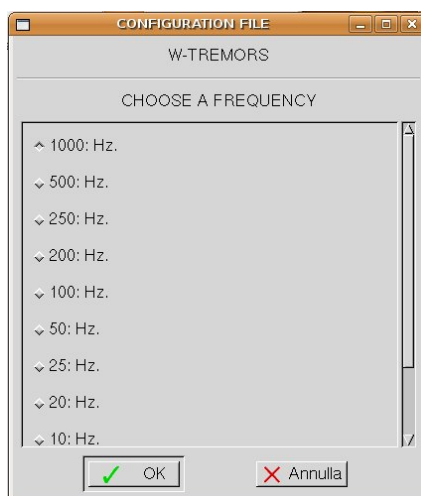 CONFIGURATION FILE
W-TREMORS
CHOOSE A FREQUENCY
1000: Hz.
500: Hz.
250: Hz.
200: Hz.
100: Hz.
50: Hz.
25: Hz.
20: Hz.
10: Hz.
OK Annulla